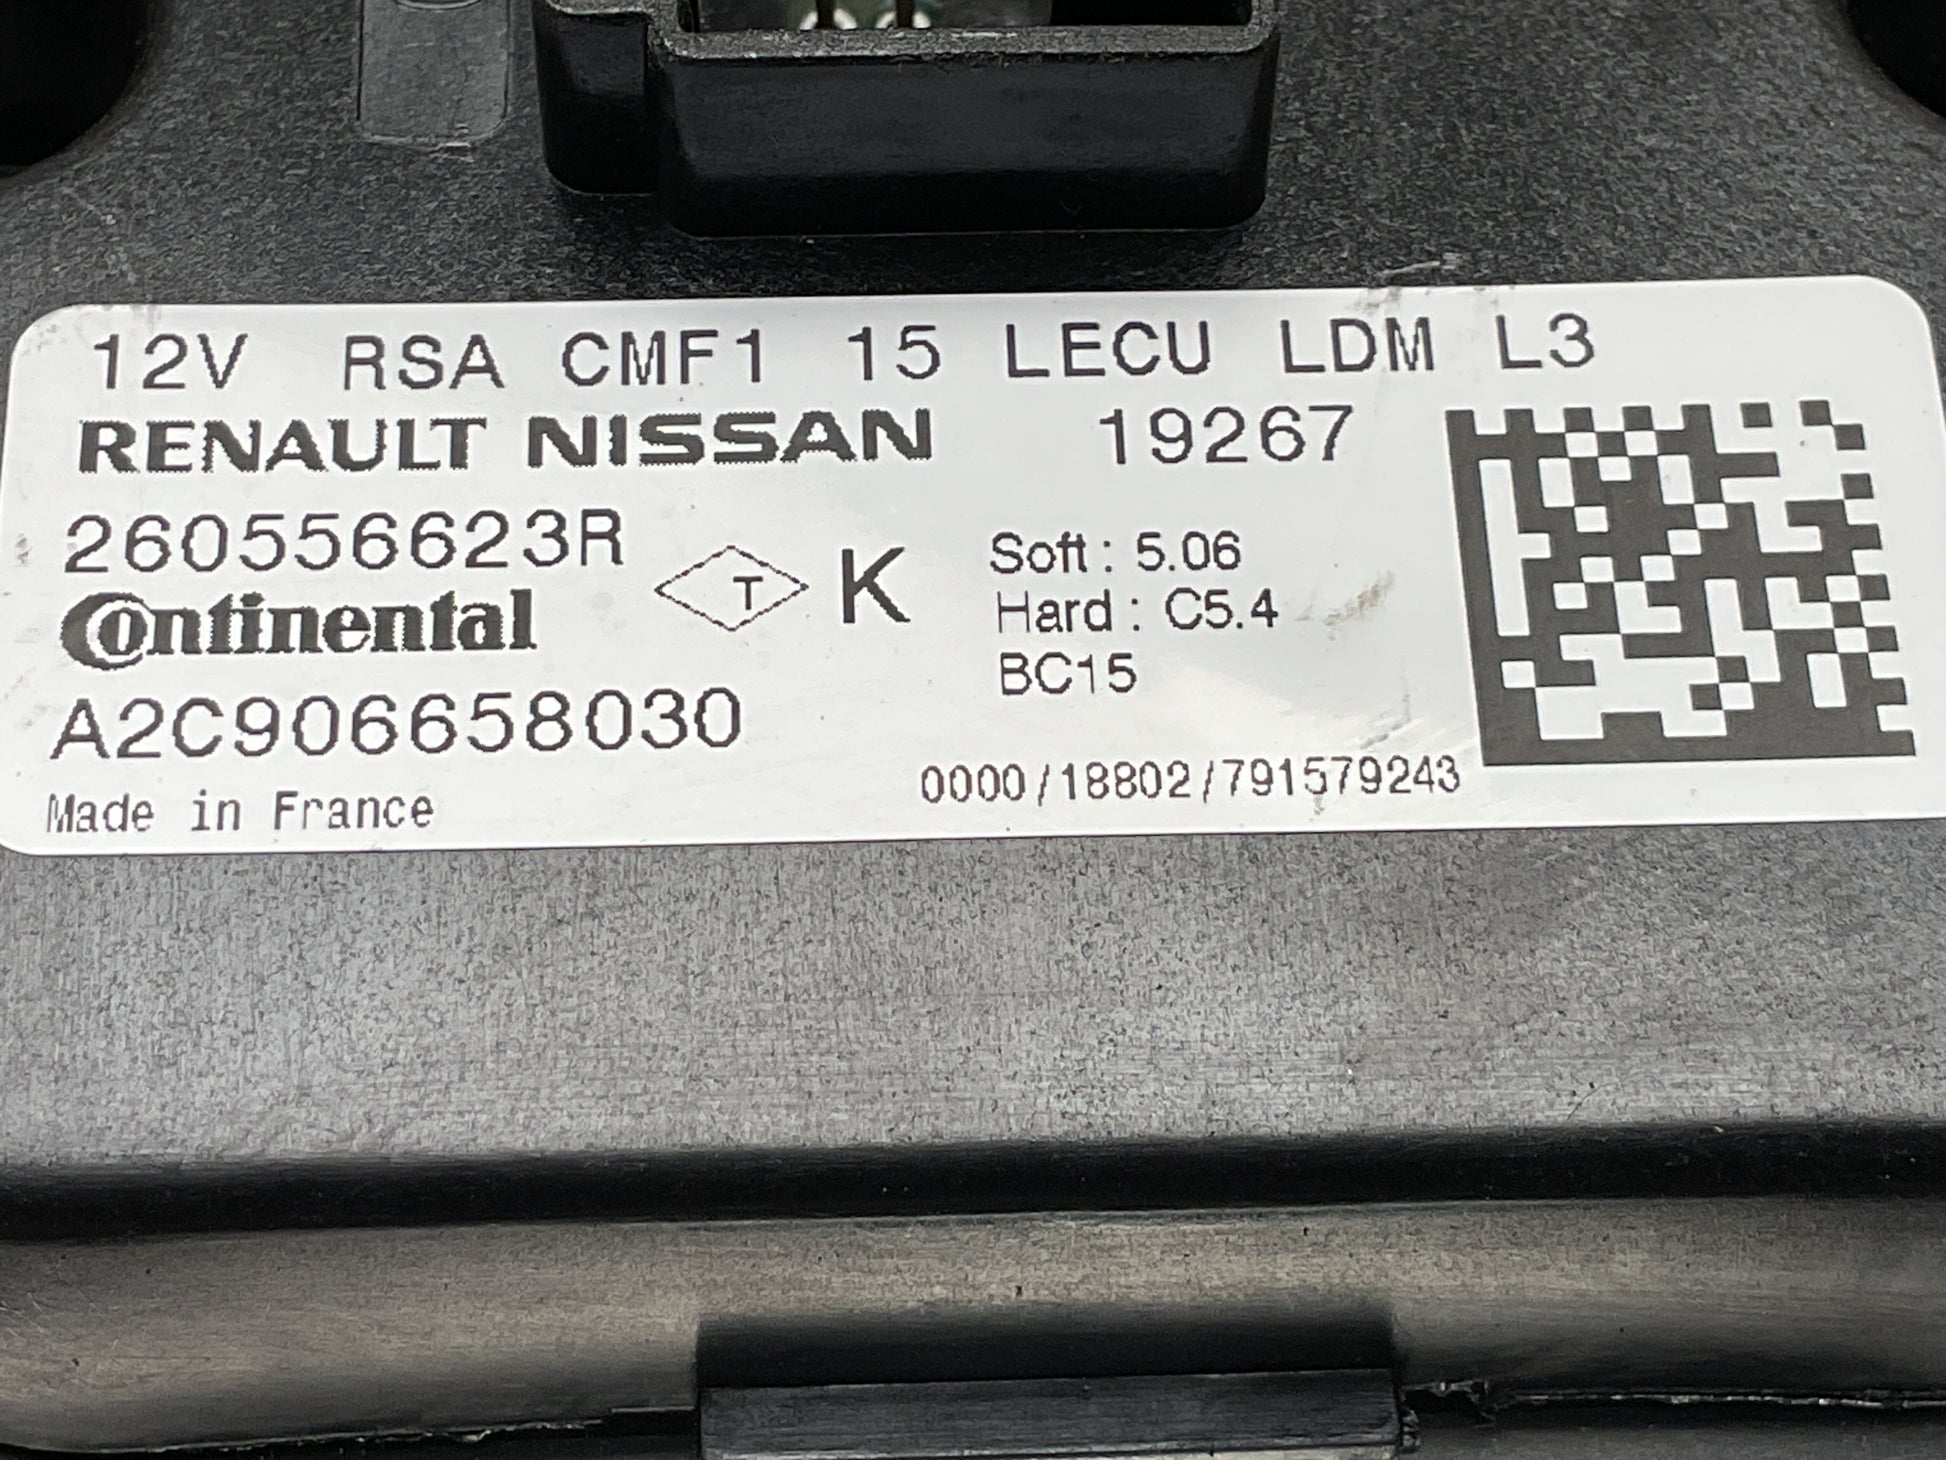 12V RSA CMF1 15 LECU LDM L3
RENAULT NISSAN 19267
260556623R
Continental
T K
Soft : 5.06
Hard : C5.4
BC15
A2C906658030
0000/18802/791579243
Made in France